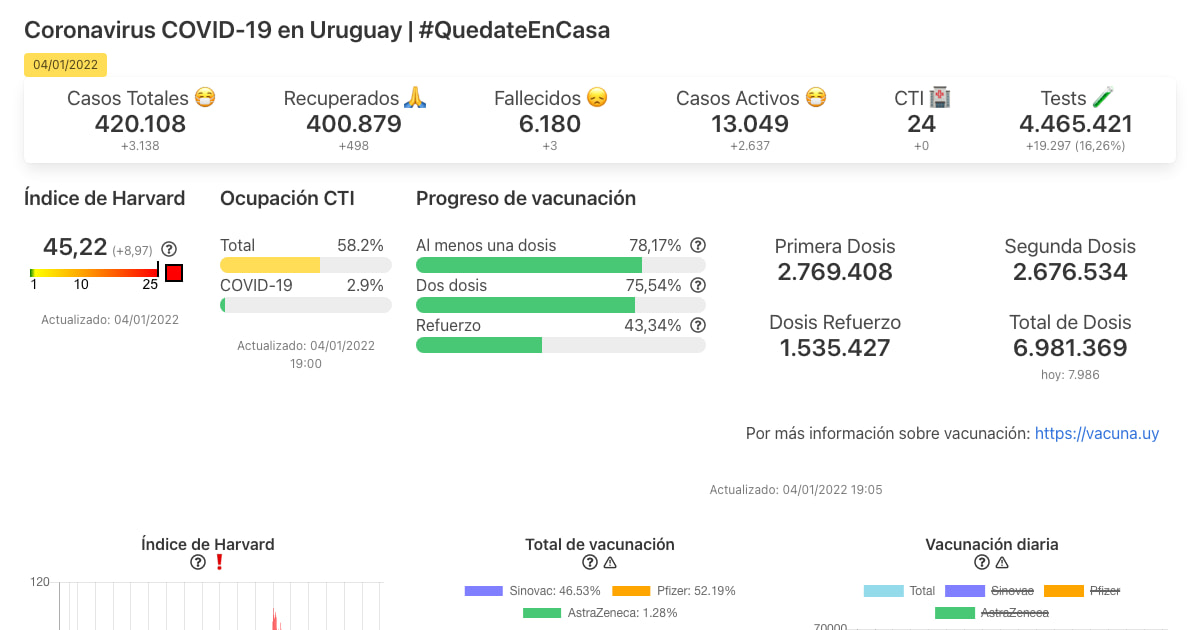 Coronavirus COVID-19 en Uruguay | #QuedateEnCasa
04/01/2022
Casos Totales 😷 Recuperados 🙏 Fallecidos 😞 Casos Activos 😷 CTI 🏥 Tests 🧪
420.108 400.879 6.180 13.049 24 4.465.421
+3.138 +498 +3 +2.637 +0 +19.297 (16,26%)
Índice de Harvard
45,22 (+8,97)
1 10 25
Actualizado: 04/01/2022
Ocupación CTI
Total 58.2%
COVID-19 2.9%
Actualizado: 04/01/2022
19:00
Progreso de vacunación
Al menos una dosis 78,17%
Dos dosis 75,54%
Refuerzo 43,34%
Primera Dosis
2.769.408
Segunda Dosis
2.676.534
Dosis Refuerzo
1.535.427
Total de Dosis
6.981.369
hoy: 7.986
Por más información sobre vacunación: https://vacuna.uy
Actualizado: 04/01/2022 19:05
Índice de Harvard
❗
120
Total de vacunación
Sinovac: 46.53% Pfizer: 52.19%
AstraZeneca: 1.28%
Vacunación diaria
Total Sinovac Pfizer
AstraZeneca
70000